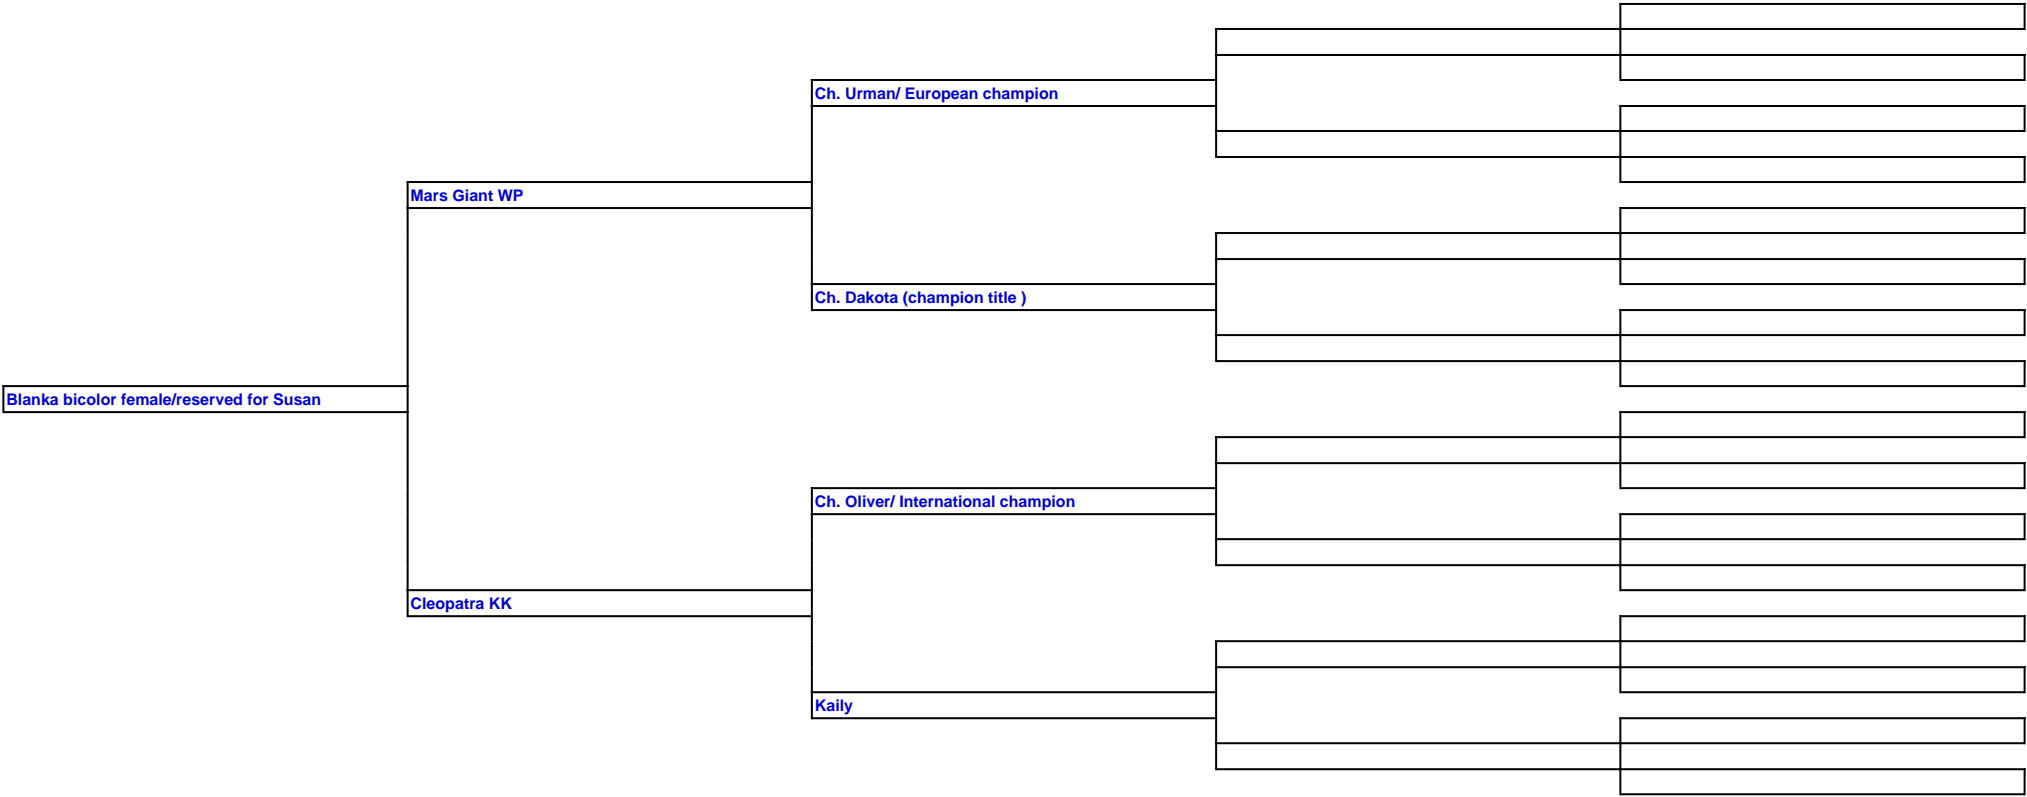 Ch. Urman/ European champion
Mars Giant WP
Ch. Dakota (champion title )
Blanka bicolor female/reserved for Susan
Ch. Oliver/ International champion
Cleopatra KK
Kaily